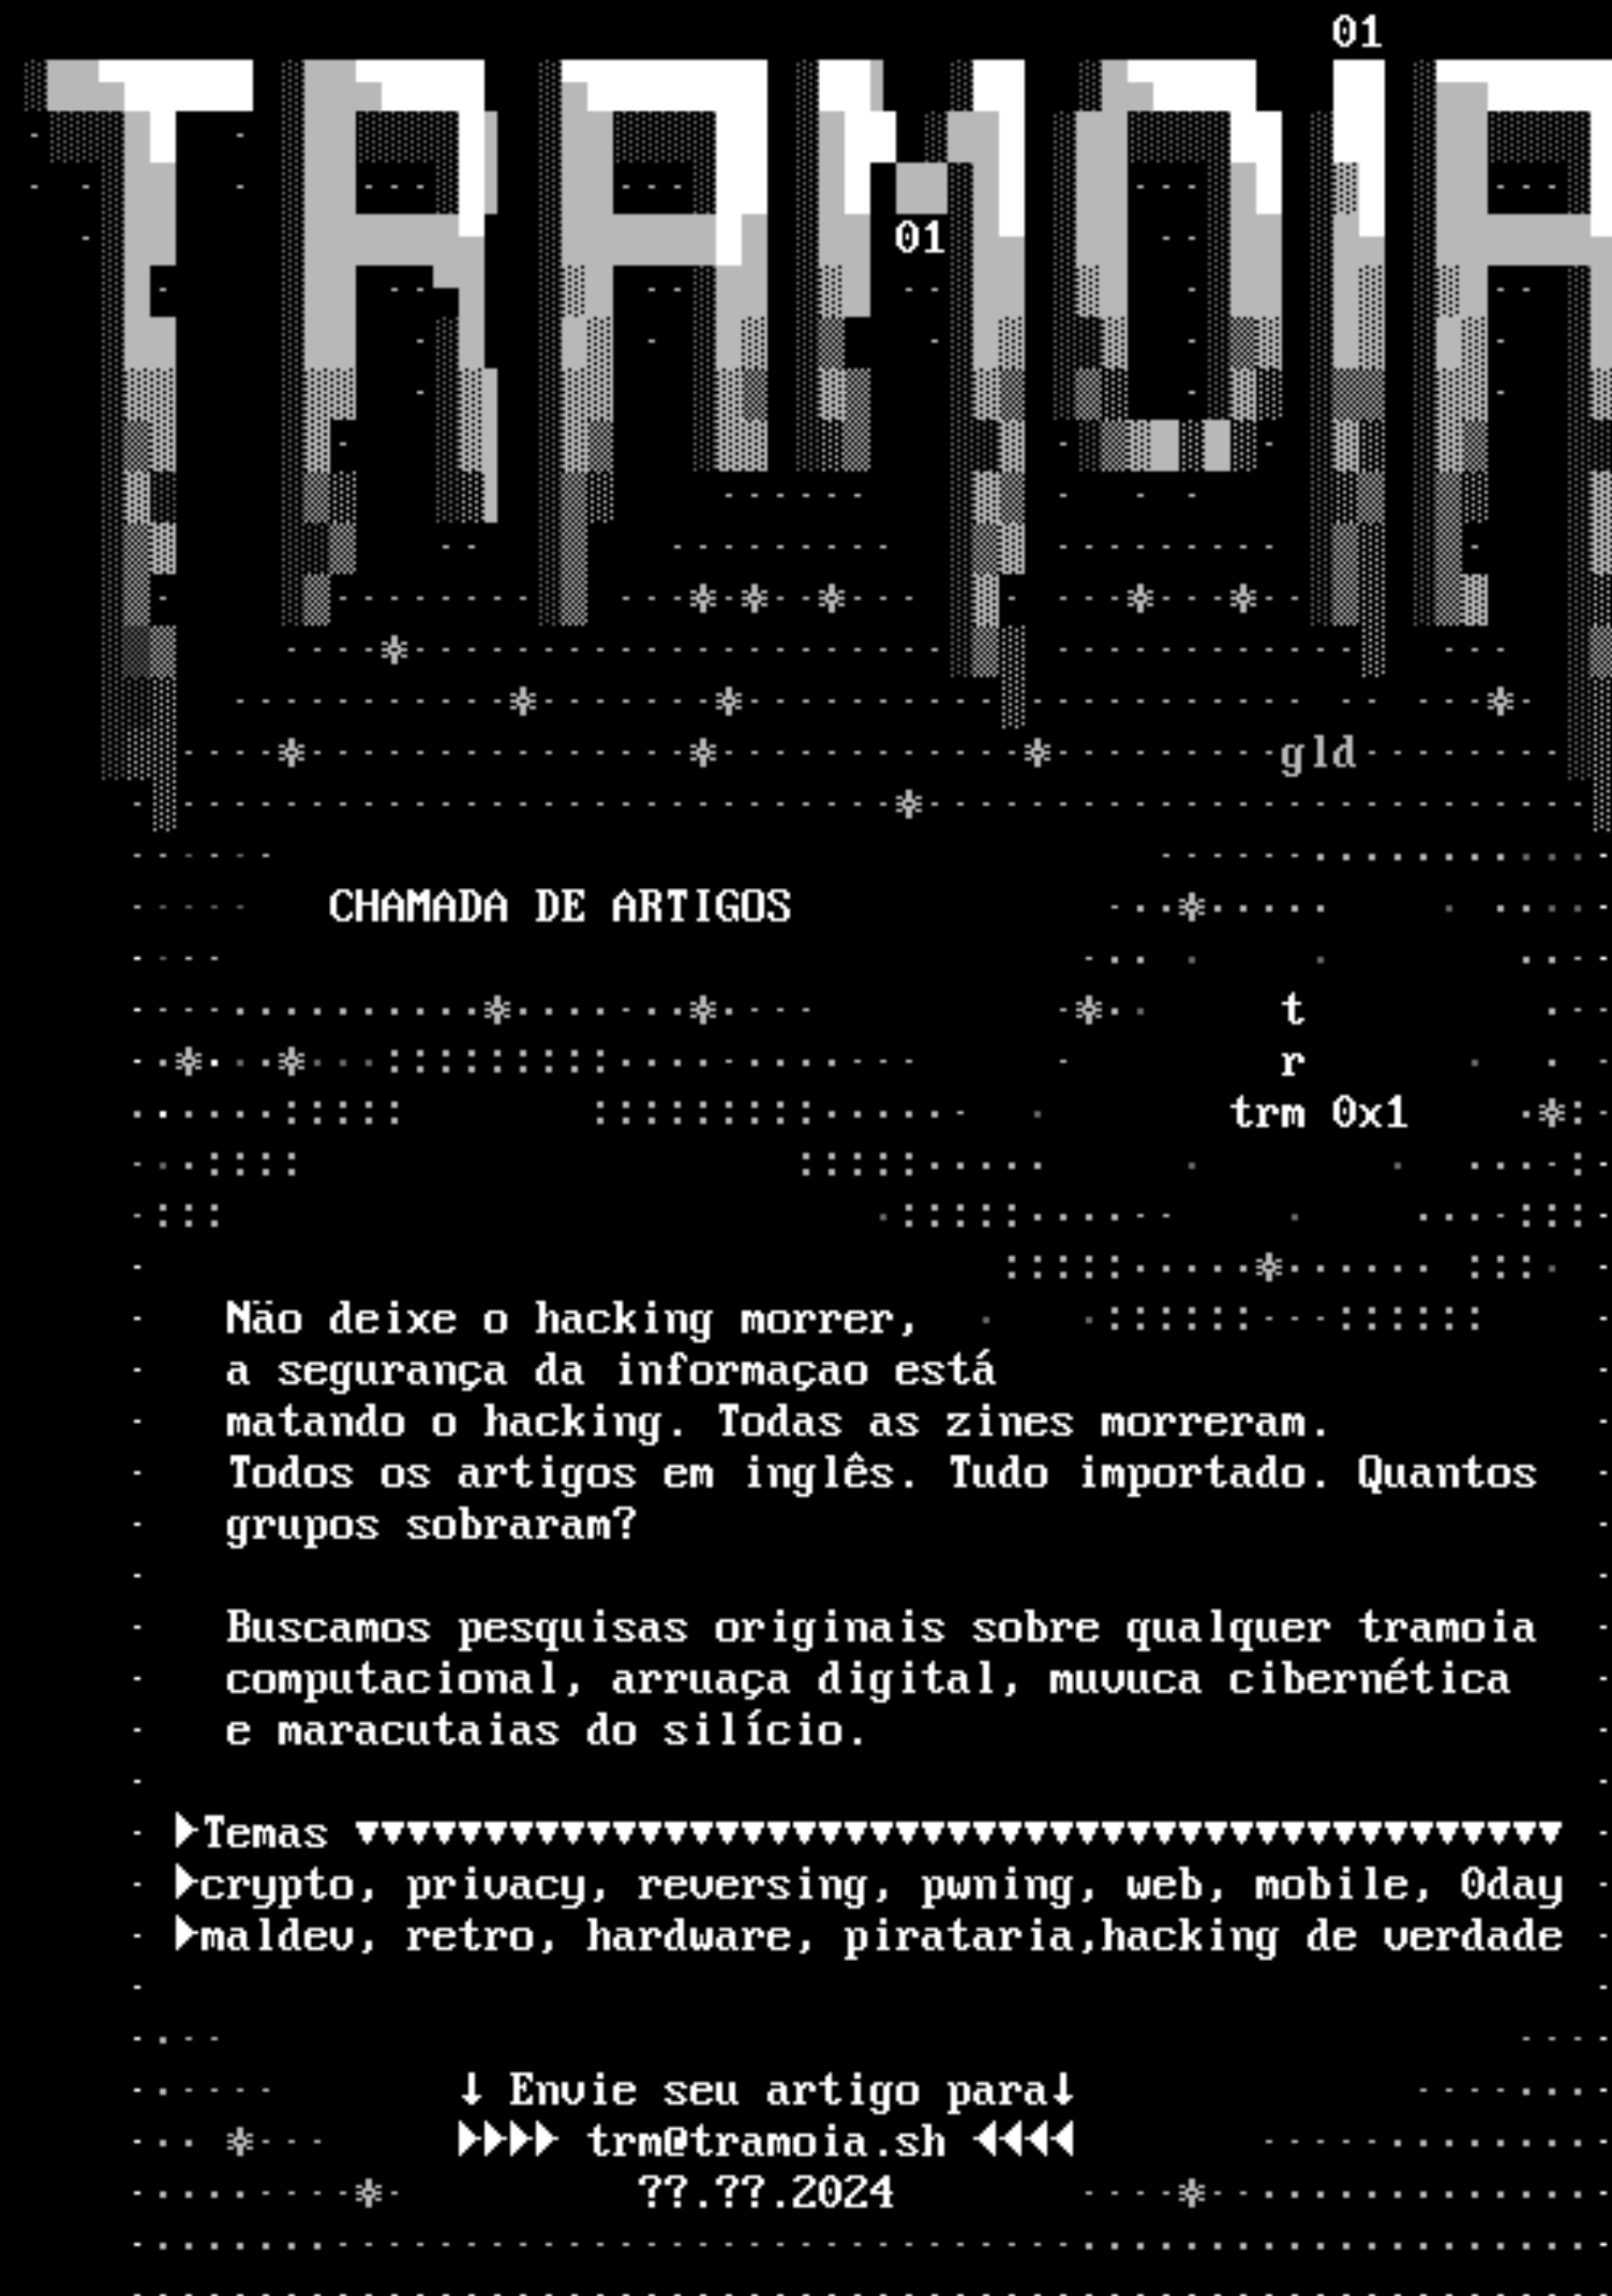 01
TRAMOIA
01
gld
CHAMADA DE ARTIGOS
t
r
trm 0x1
Näo deixe o hacking morrer,
a segurança da informaçao está
matando o hacking. Todas as zines morreram.
Todos os artigos em inglês. Tudo importado. Quantos
grupos sobraram?
Buscamos pesquisas originais sobre qualquer tramoia
computacional, arruaça digital, muvuca cibernética
e maracutaias do silício.
Temas
crypto, privacy, reversing, pwning, web, mobile, 0day
maldev, retro, hardware, pirataria,hacking de verdade
↓ Envie seu artigo para↓
trm@tramoia.sh
??.??.2024